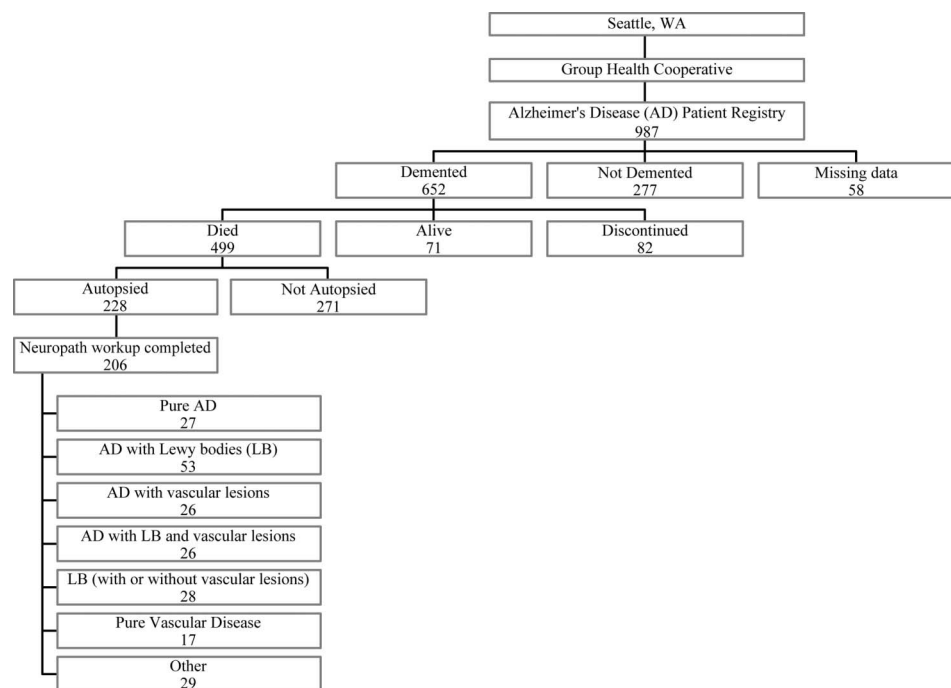 Seattle, WA
Group Health Cooperative
Alzheimer's Disease (AD) Patient Registry
987
Demented
652
Not Demented
277
Missing data
58
Died
499
Alive
71
Discontinued
82
Autopsied
228
Not Autopsied
271
Neuropath workup completed
206
Pure AD
27
AD with Lewy bodies (LB)
53
AD with vascular lesions
26
AD with LB and vascular lesions
26
LB (with or without vascular lesions)
28
Pure Vascular Disease
17
Other
29